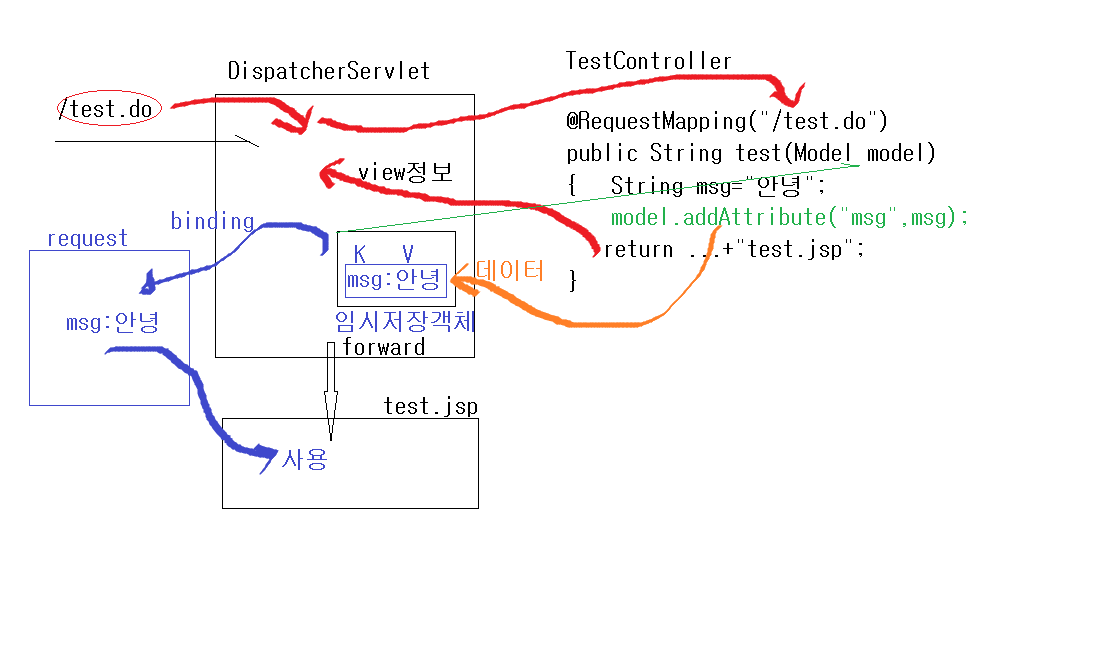 DispatcherServlet
TestController
/test.do
@RequestMapping("/test.do")
public String test(Model model)
{ String msg="안녕";
model.addAttribute("msg",msg);
return ...+"test.jsp";
}
view정보
binding
request
K V
msg:안녕
데이터
임시저장객체
msg:안녕
forward
test.jsp
사용